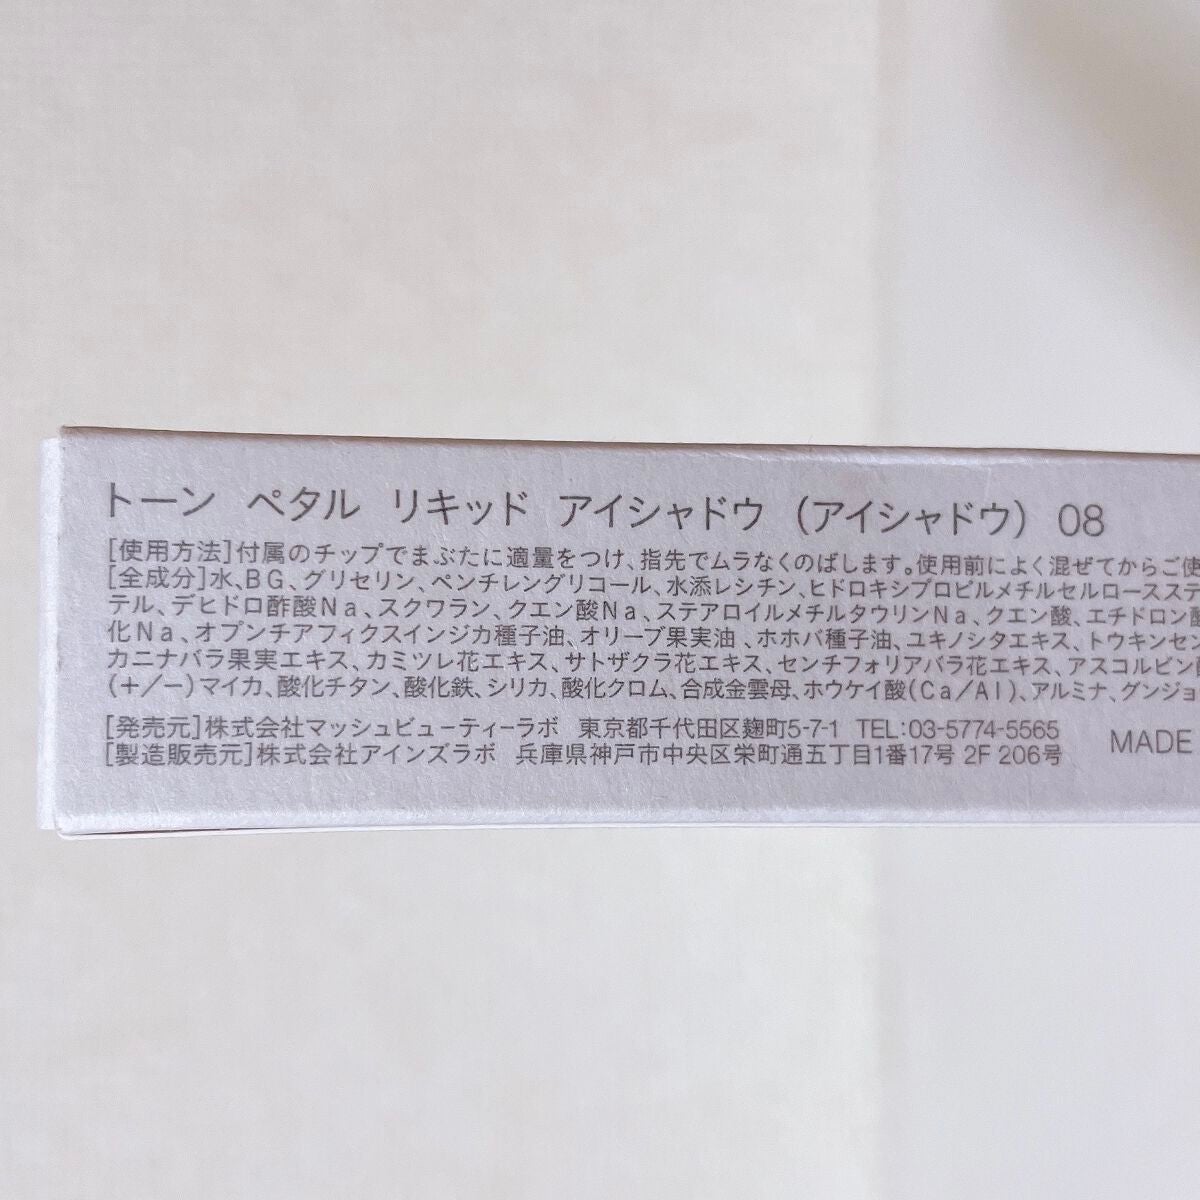 トーン ペタル リキッド アイシャドウ (アイシャドウ) 08
[使用方法]付属のチップでまぶたに適量をつけ、指先でムラなくのばします。使用前によく混ぜてからご使
[全成分]水、BG、グリセリン、ペンチレングリコール、水添レシチン、ヒドロキシプロピルメチルセルロースステ
テル、デヒドロ酢酸Na、スクワラン、クエン酸Na、ステアロイルメチルタウリンNa、クエン酸、エチドロン酸
化Na、オプンチアフィクスインジカ種子油、オリーブ果実油、ホホバ種子油、ユキノシタエキス、トウキンセン
カニナバラ果実エキス、カミツレ花エキス、サトザクラ花エキス、センチフォリアバラ花エキス、アスコルビン
(+/−)マイカ、酸化チタン、酸化鉄、シリカ、酸化クロム、合成金雲母、ホウケイ酸(Ca/Al)、アルミナ、グンジョ
[発売元]株式会社マッシュビューティーラボ 東京都千代田区麹町5-7-1 TEL:03-5774-5565
[製造販売元]株式会社アインズラボ 兵庫県神戸市中央区栄町通五丁目1番17号 2F 206号
MADE